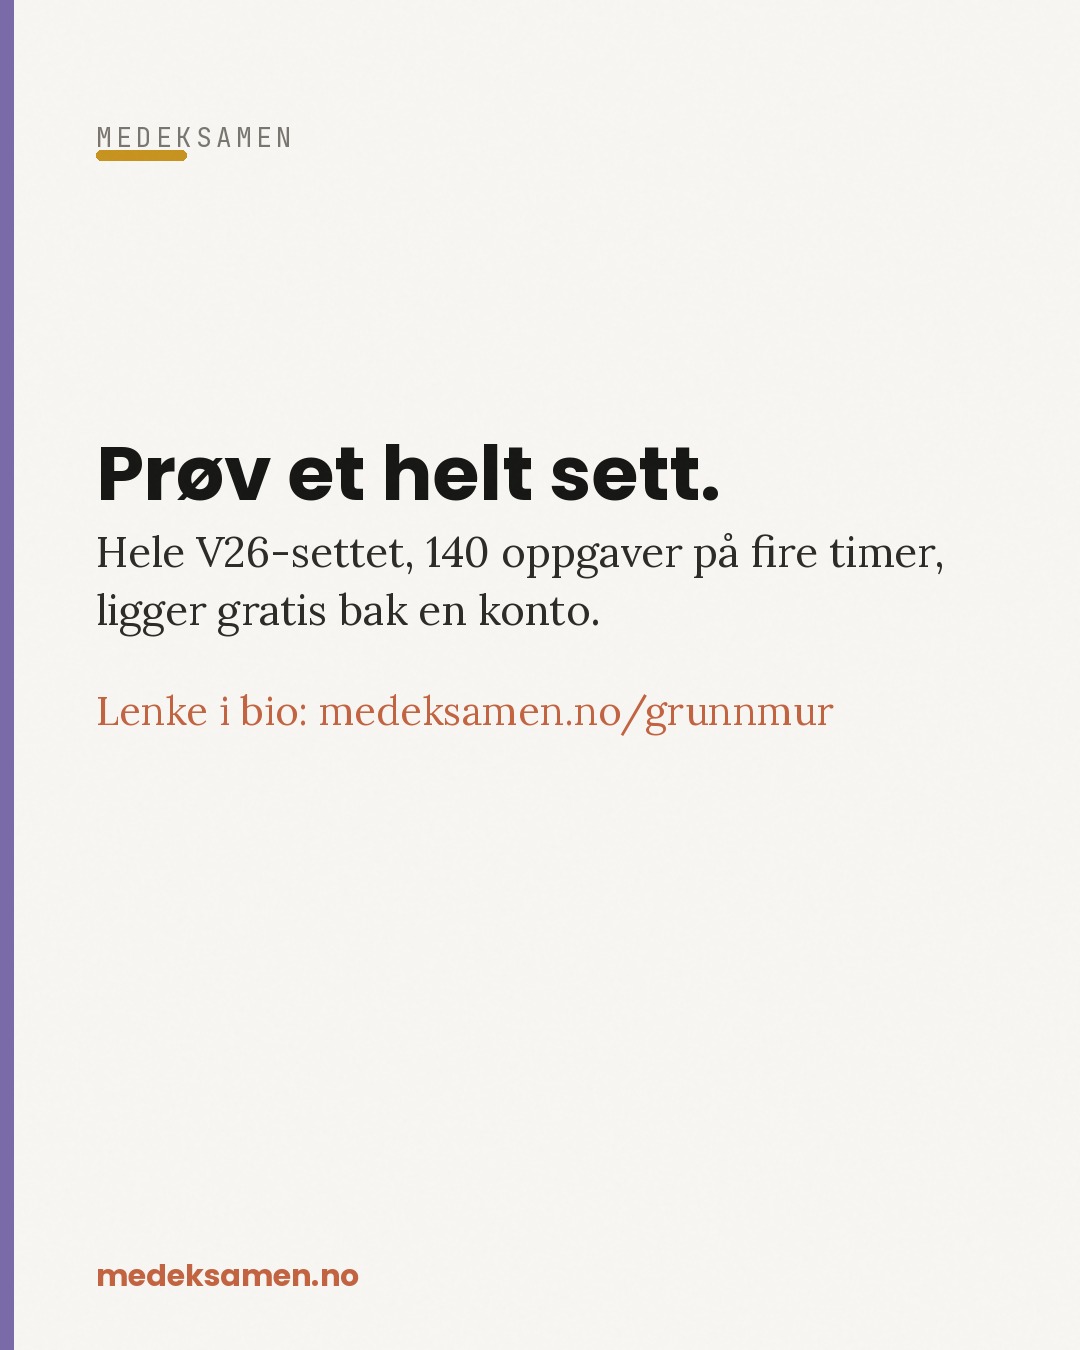 MEDEKSAMEN
Prøv et helt sett.
Hele V26-settet, 140 oppgaver på fire timer,
ligger gratis bak en konto.
Lenke i bio: medeksamen.no/grunnmur
medeksamen.no